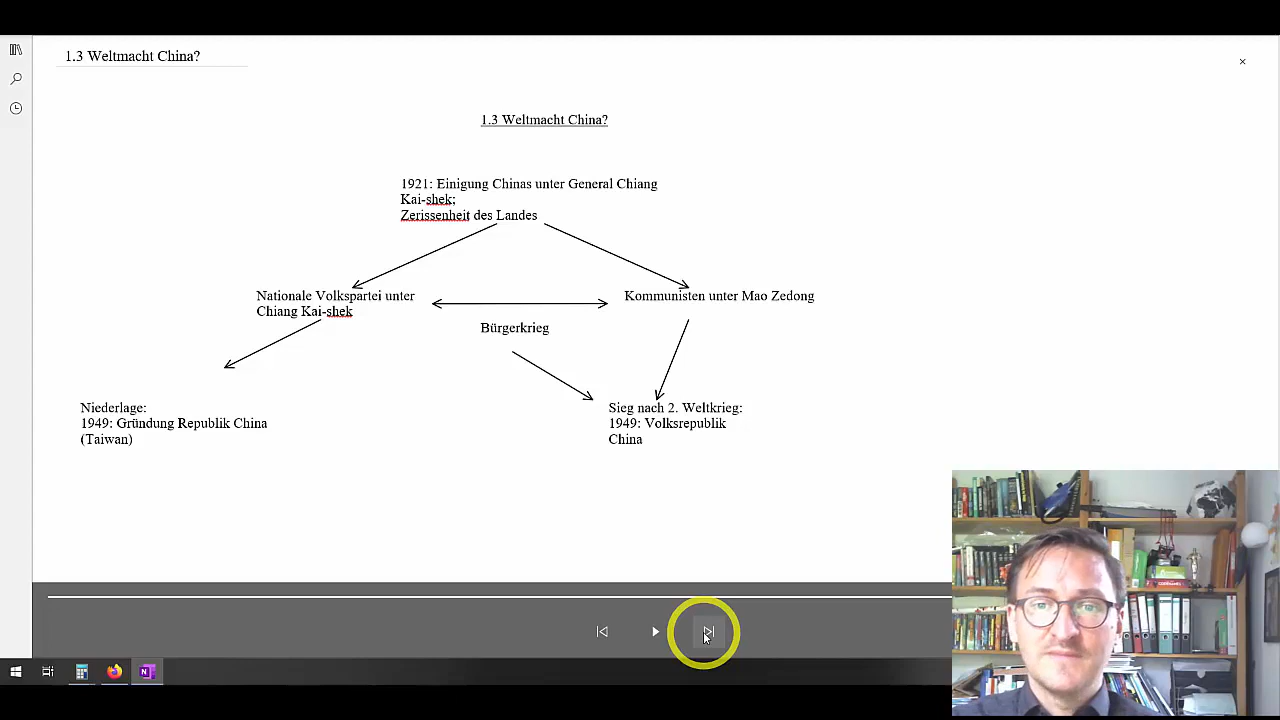 1.3 Weltmacht China?
1.3 Weltmacht China?
1921: Einigung Chinas unter General Chiang
Kai-shek;
Zerissenheit des Landes
Nationale Volkspartei unter
Chiang Kai-shek
Kommunisten unter Mao Zedong
Bürgerkrieg
Niederlage:
1949: Gründung Republik China
(Taiwan)
Sieg nach 2. Weltkrieg:
1949: Volksrepublik
China